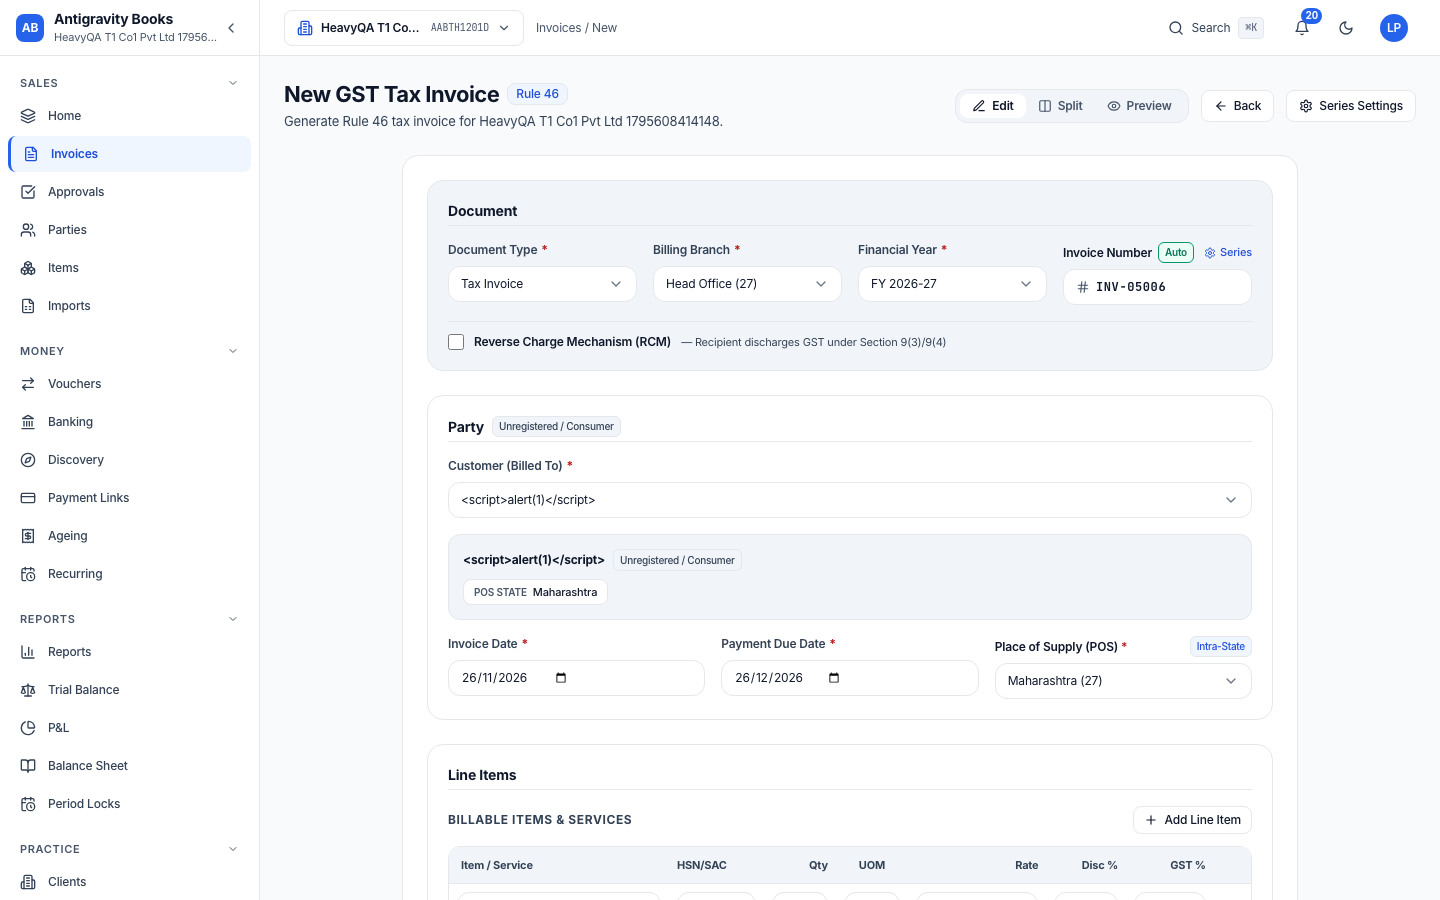 AB
Antigravity Books
HeavyQA T1 Co1 Pvt Ltd 17956...
SALES
Home
Invoices
Approvals
Parties
Items
Imports
MONEY
Vouchers
Banking
Discovery
Payment Links
Ageing
Recurring
REPORTS
Reports
Trial Balance
P&L
Balance Sheet
Period Locks
PRACTICE
Clients
HeavyQA T1 Co... AABTH1201D
Invoices / New
Search ⌘K
20
LP
New GST Tax Invoice Rule 46
Generate Rule 46 tax invoice for HeavyQA T1 Co1 Pvt Ltd 1795608414148.
Edit Split Preview
Back
Series Settings
Document
Document Type * Billing Branch * Financial Year * Invoice Number Auto Series
Tax Invoice Head Office (27) FY 2026-27 # INV-05006
Reverse Charge Mechanism (RCM) — Recipient discharges GST under Section 9(3)/9(4)
Party Unregistered / Consumer
Customer (Billed To) *
<script>alert(1)</script>
<script>alert(1)</script> Unregistered / Consumer
POS STATE Maharashtra
Invoice Date * Payment Due Date * Place of Supply (POS) * Intra-State
26/11/2026 26/12/2026 Maharashtra (27)
Line Items
BILLABLE ITEMS & SERVICES
Add Line Item
Item / Service HSN/SAC Qty UOM Rate Disc % GST %